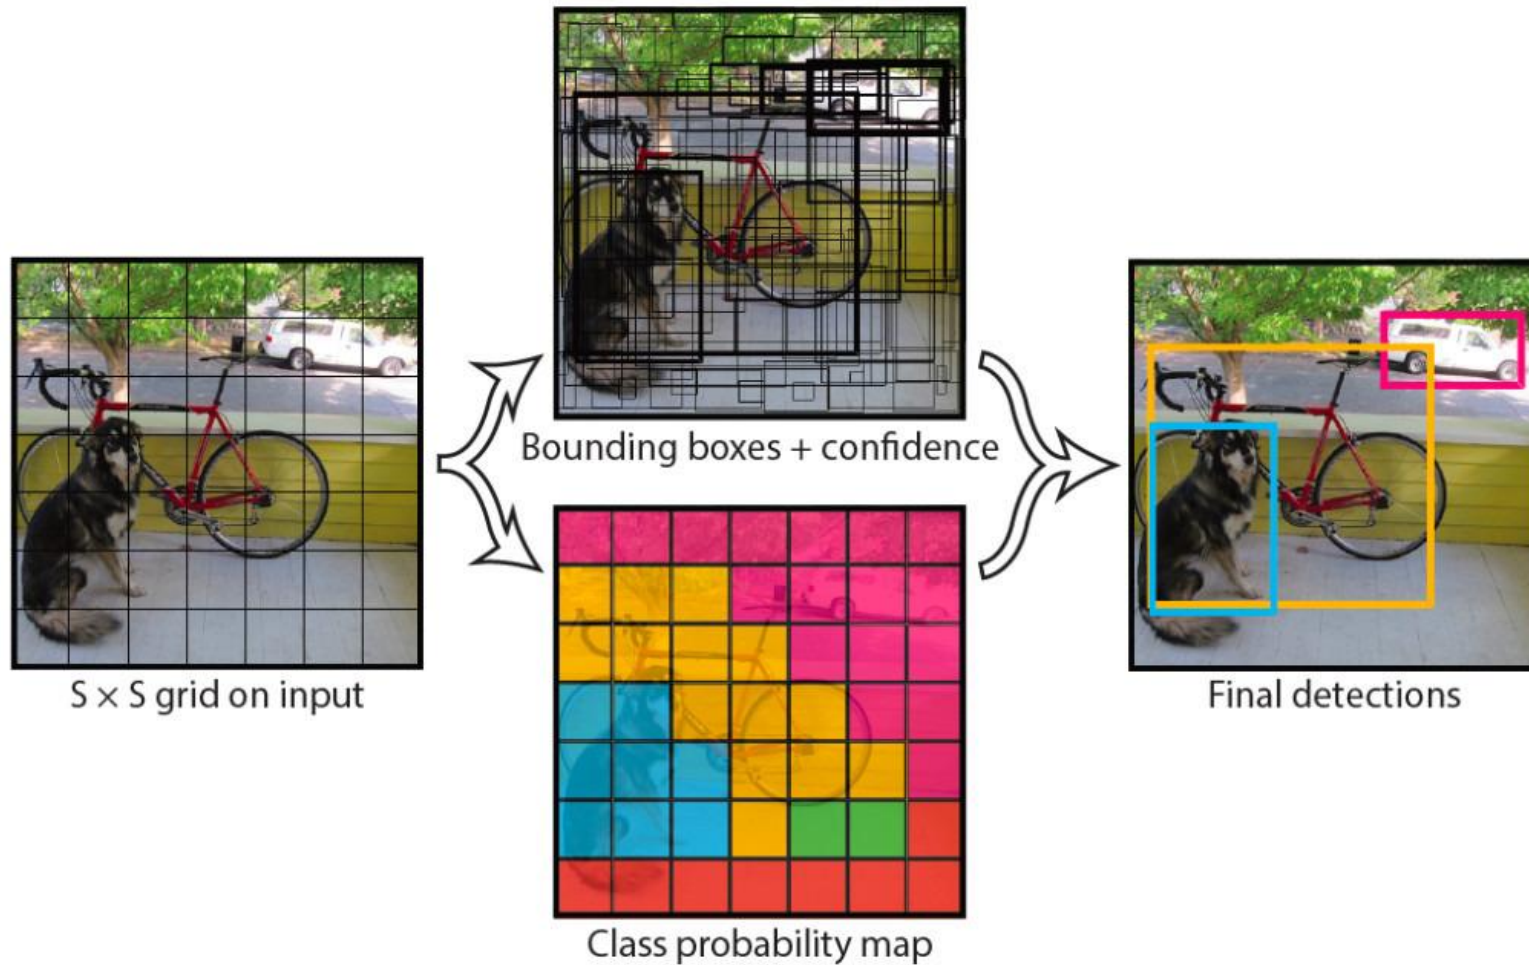 S × S grid on input
Bounding boxes + confidence
Class probability map
Final detections